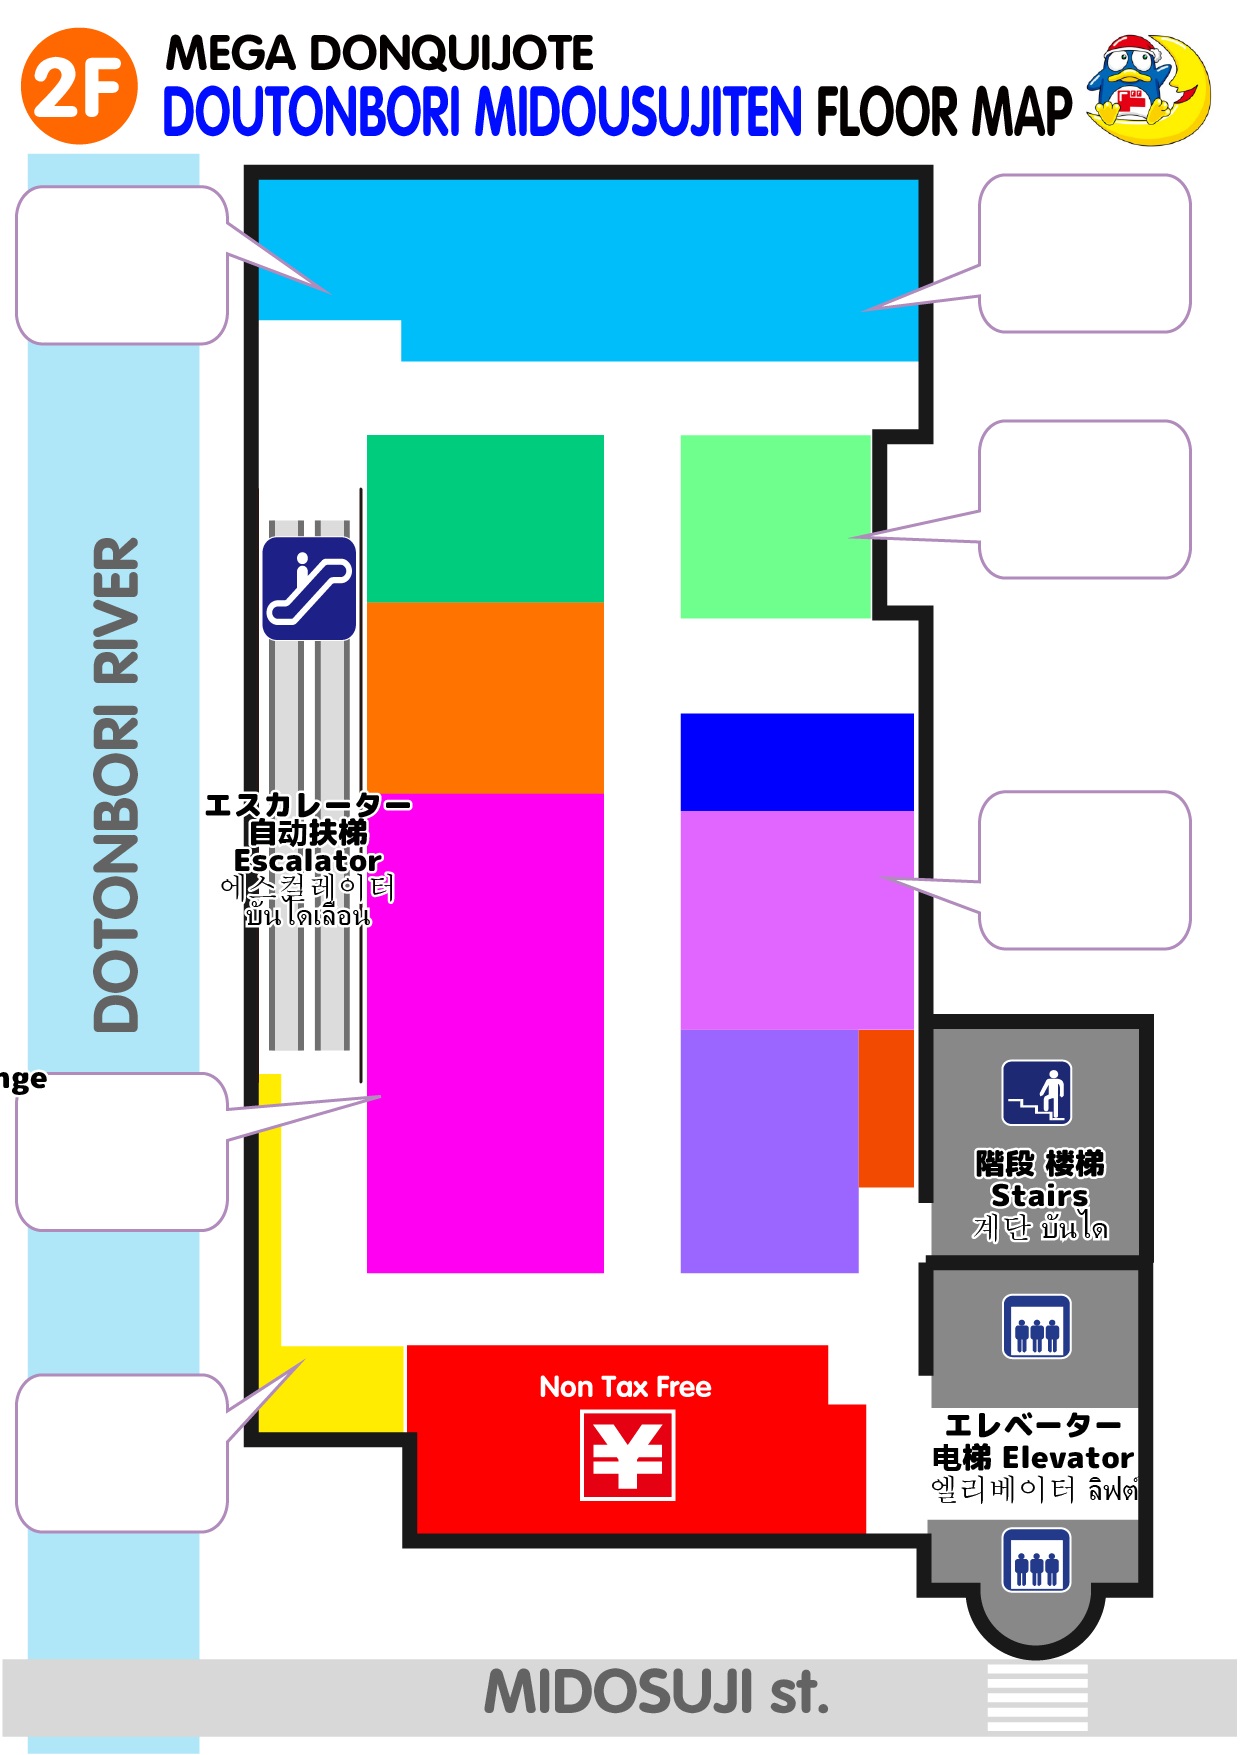 2F
MEGA DONQUIJOTE
DOUTONBORI MIDOUSUJITEN FLOOR MAP
DOTONBORI RIVER
エスカレーター
自动扶梯
Escalator
에스컬레이터
บันไดเลื่อน
nge
階段 楼梯
Stairs
계단 บันได
Non Tax Free
¥
エレベーター
电梯 Elevator
엘리베이터 ลิฟต์
MIDOSUJI st.